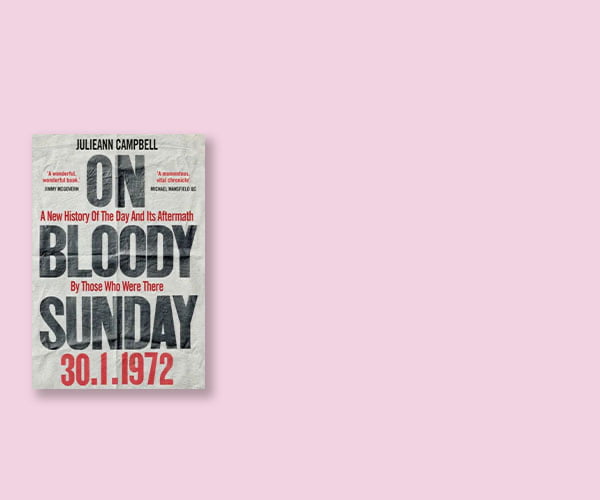 JULIEANN CAMPBELL
ON
'A wonderful,
wonderful book.'
JIMMY MCGOVERN
'A momentous,
vital chronicle'
MICHAEL MANSFIELD QC
A New History Of The Day And Its Aftermath
BLOODY
By Those Who Were There
SUNDAY
30.1.1972